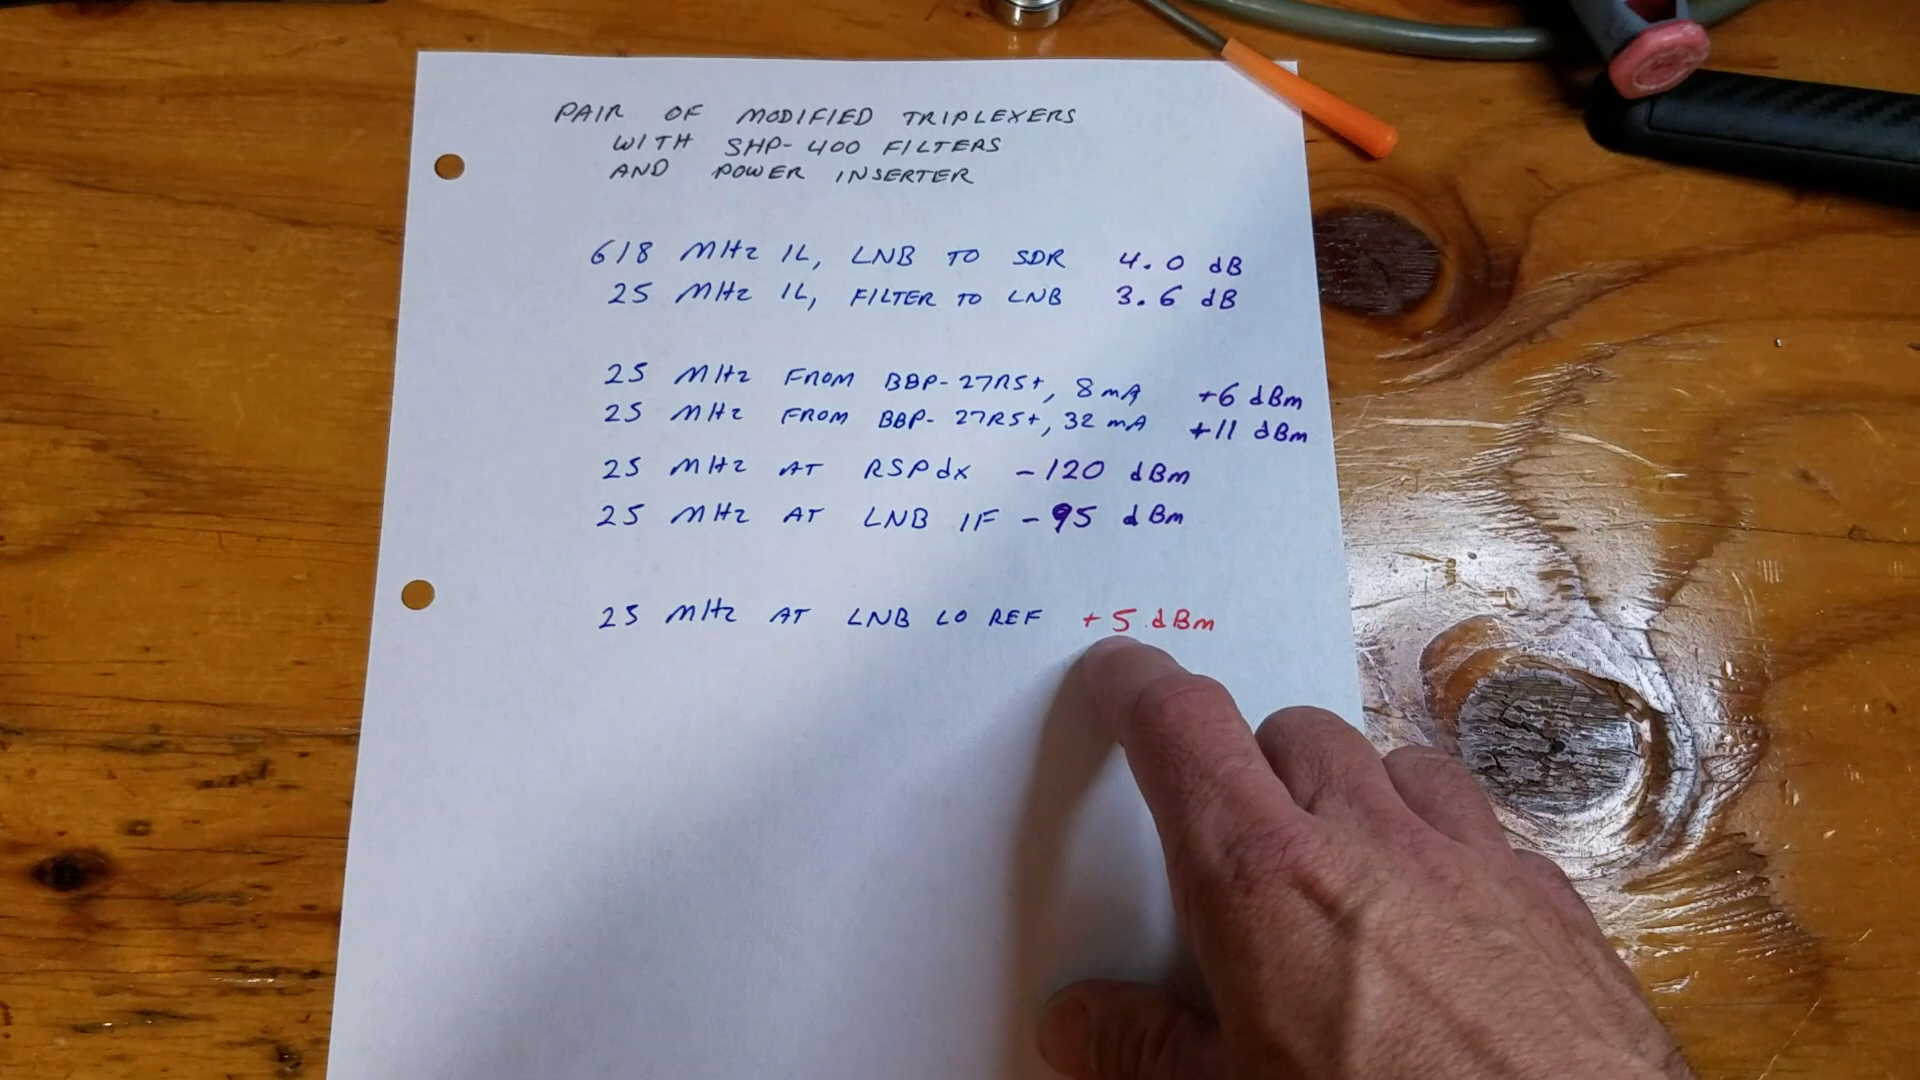 PAIR OF MODIFIED TRIPLEXERS
WITH SHP-400 FILTERS
AND POWER INSERTER
618 MHz IL, LNB TO SDR 4.0 dB
25 MHz IL, FILTER TO LNB 3.6 dB
25 MHz FROM BBP-27RS+, 8 mA +6 dBm
25 MHz FROM BBP-27RS+, 32 mA +11 dBm
25 MHz AT RSPdx -120 dBm
25 MHz AT LNB IF -95 dBm
25 MHz AT LNB LO REF +5 dBm